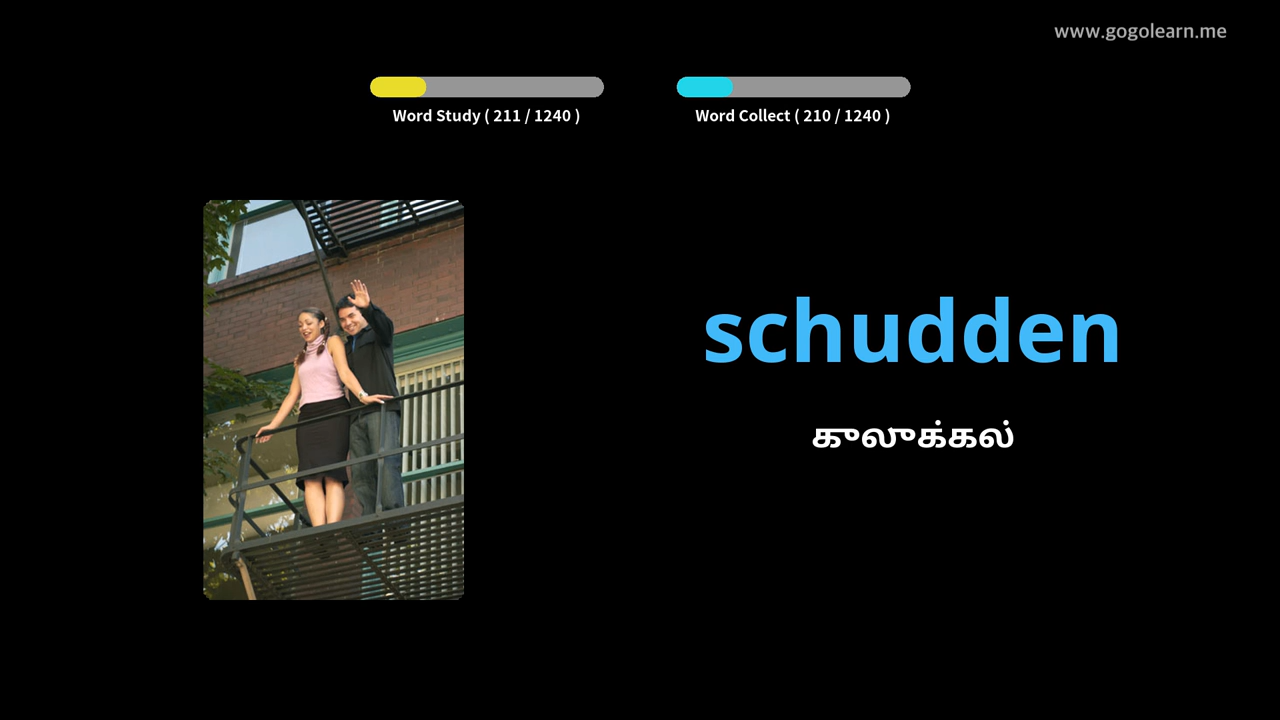 www.gogolearn.me
Word Study ( 211 / 1240 )
Word Collect ( 210 / 1240 )
schudden
குலுக்கல்